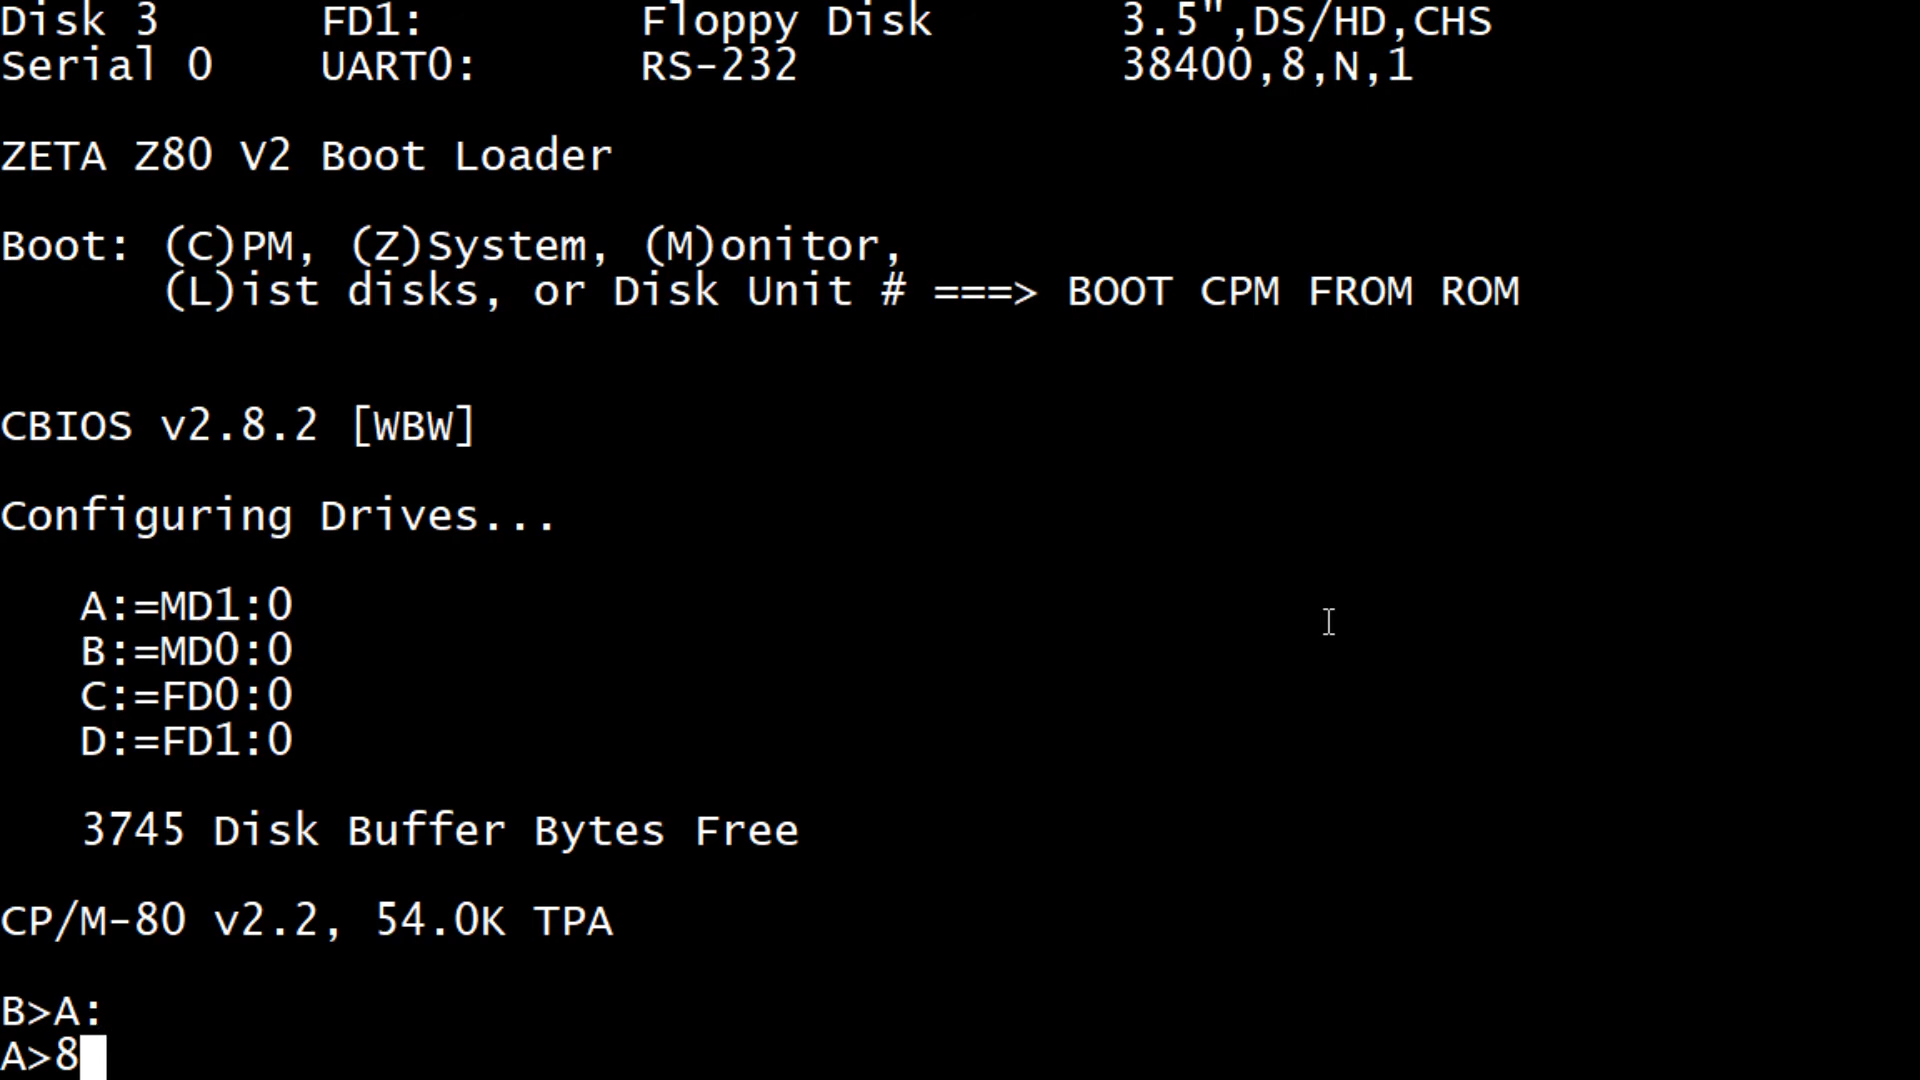 Disk 3      FD1:        Floppy Disk       3.5",DS/HD,CHS
Serial 0    UART0:      RS-232            38400,8,N,1
ZETA Z80 V2 Boot Loader
Boot: (C)PM, (Z)System, (M)onitor,
      (L)ist disks, or Disk Unit # ===> BOOT CPM FROM ROM
CBIOS v2.8.2 [WBW]
Configuring Drives...
   A:=MD1:0
   B:=MD0:0
   C:=FD0:0
   D:=FD1:0
   3745 Disk Buffer Bytes Free
CP/M-80 v2.2, 54.0K TPA
B>A:
A>8